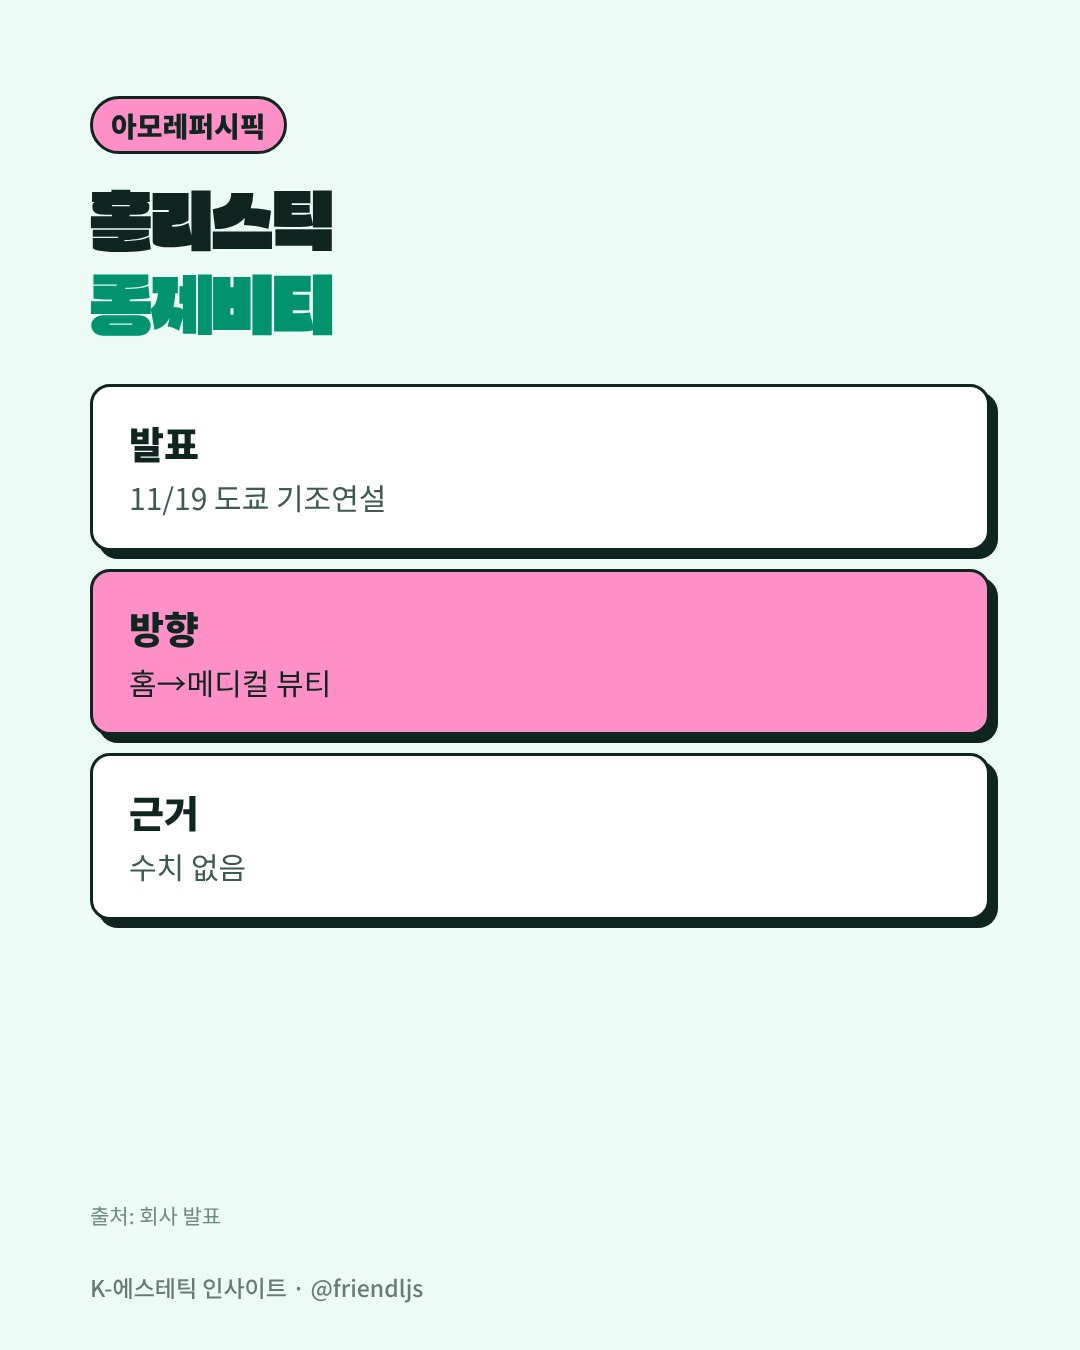 아모레퍼시픽
홀리스틱
롱제비티
발표
11/19 도쿄 기조연설
방향
홈→메디컬 뷰티
근거
수치 없음
출처: 회사 발표
K-에스테틱 인사이트 · @friendljs